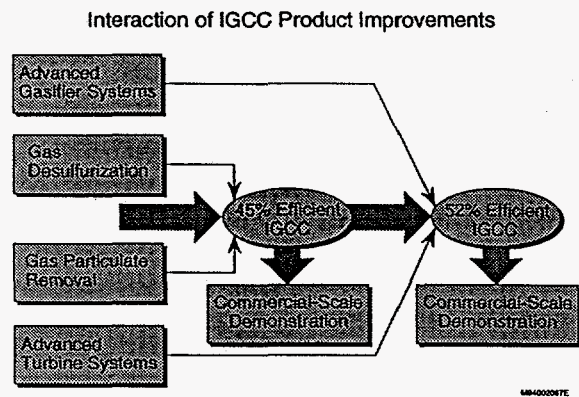 Interaction of IGCC Product Improvements
Advanced
Gasifier Systems
Gas
Desulfurization
45% Efficient
IGCC
52% Efficient
IGCC
Gas Particulate
Removal
Commercial-Scale
Demonstration
Commercial-Scale
Demonstration
Advanced
Turbine Systems